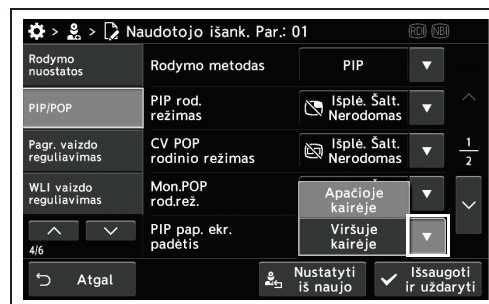 > > Naudotojo išank. Par.: 01 RDI NBI
Rodymo
nuostatos
Rodymo metodas
PIP
PIP/POP
PIP rod.
režimas
Išplė. Šalt.
Nerodomas
Pagr. vaizdo
reguliavimas
CV POP
rodinio režimas
Išplė. Šalt.
Nerodomas
1
2
WLI vaizdo
reguliavimas
Mon.POP
rod.rež.
Apačioje
kairėje
4/6
PIP pap. ekr.
padėtis
Viršuje
kairėje
Atgal
Nustatyti
iš naujo
Išsaugoti
ir uždaryti